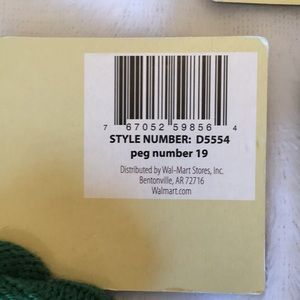 7 67052 59856 4
STYLE NUMBER: D5554
peg number 19
Distributed by Wal-Mart Stores, Inc.
Bentonville, AR 72716
Walmart.com